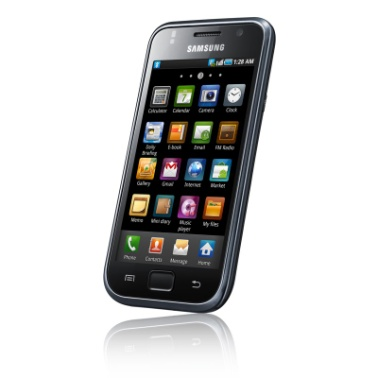 SAMSUNG
1:28 AM
Calculator Calendar Camera Clock
Daily Briefing E-book Email FM Radio
Gallery Gmail Internet Market
Memo Mini diary Music player My files
Phone Contacts Message Home